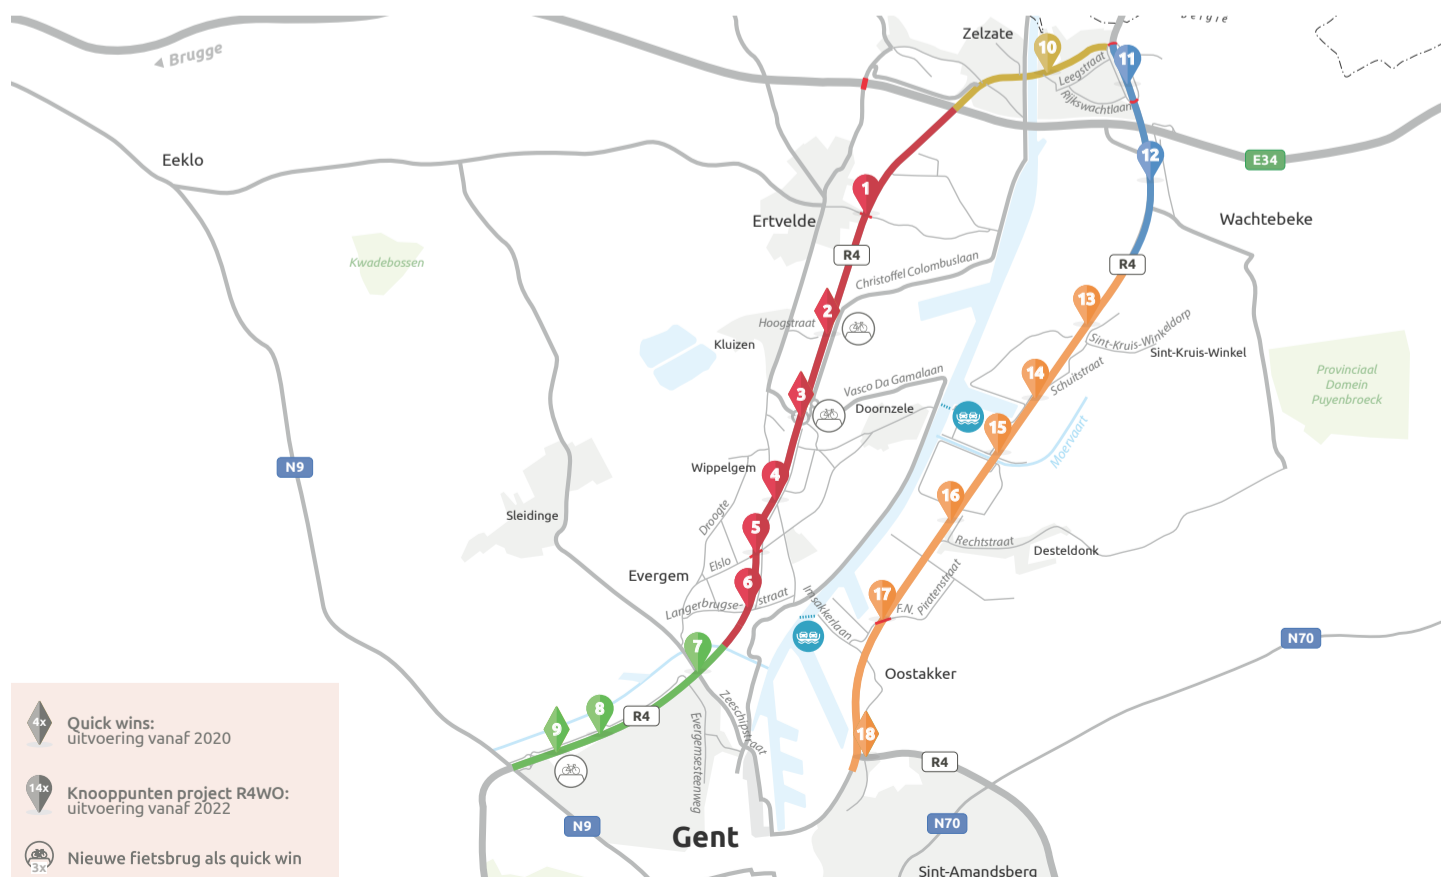 België
Zelzate
10
11
Brugge
Leegstraat
Rijkswachtlaan
Eeklo
12
E34
1
Ertvelde
Wachtebeke
R4
Kwadebossen
Christoffel Colombuslaan
R4
13
2
Hoogstraat
Kluizen
Sint-Kruis-Winkeldorp
Sint-Kruis-Winkel
14
Schuitstraat
Vasco Da Gamalaan
3
Doornzele
Provinciaal
Domein
Puyenbroeck
15
Moervaart
N9
Wippelgem
4
16
Droogte
Sleidinge
5
Rechtstraat
Desteldonk
Elslo
Evergem
6
Langerbrugse-
straat
Imsakkerlaan
17
F.N.
Piratenstraat
N70
7
Oostakker
Zeeschipstraat
8
R4
9
Evergemsesteenweg
18
R4
4x
Quick wins:
uitvoering vanaf 2020
14x
Knooppunten project R4WO:
uitvoering vanaf 2022
N9
Gent
N70
3x
Nieuwe fietsbrug als quick win
Sint-Amandsberg